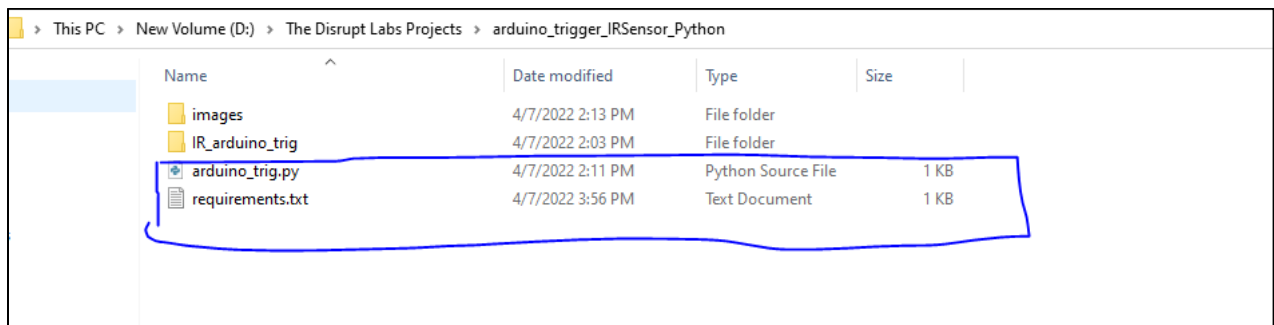 This PC > New Volume (D:) > The Disrupt Labs Projects > arduino_trigger_IRSensor_Python
Name Date modified Type Size
images 4/7/2022 2:13 PM File folder
IR_arduino_trig 4/7/2022 2:03 PM File folder
arduino_trig.py 4/7/2022 2:11 PM Python Source File 1 KB
requirements.txt 4/7/2022 3:56 PM Text Document 1 KB